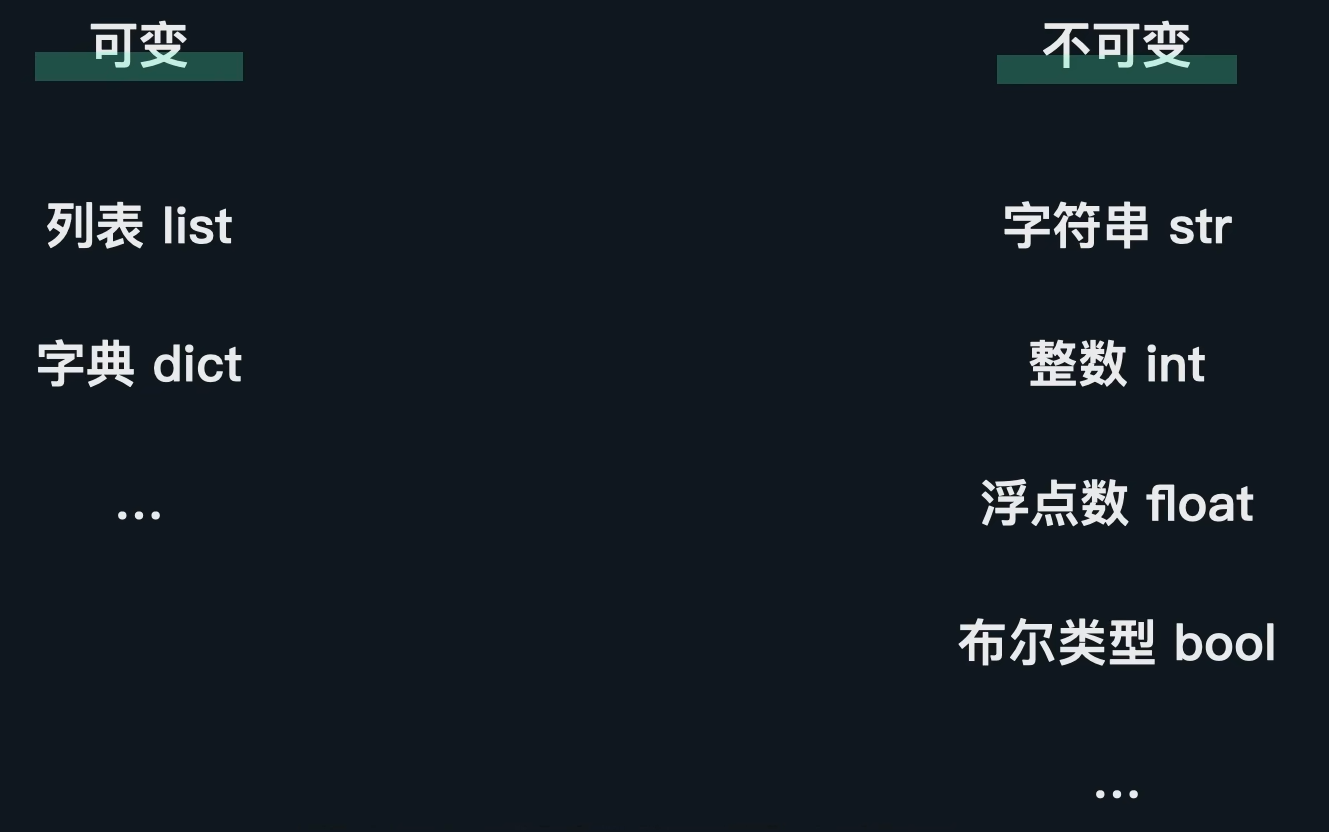 可变
列表 list
字典 dict
...
不可变
字符串 str
整数 int
浮点数 float
布尔类型 bool
...